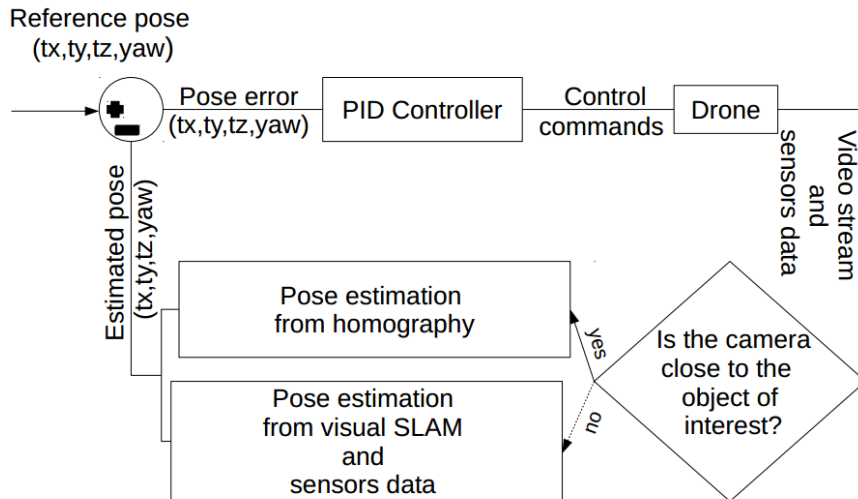 Reference pose
(tx,ty,tz,yaw)
Pose error
(tx,ty,tz,yaw)
PID Controller
Control
commands
Drone
Video stream
and
sensors data
Is the camera
close to the
object of
interest?
yes
no
Pose estimation
from homography
Pose estimation
from visual SLAM
and
sensors data
Estimated pose
(tx,ty,tz,yaw)